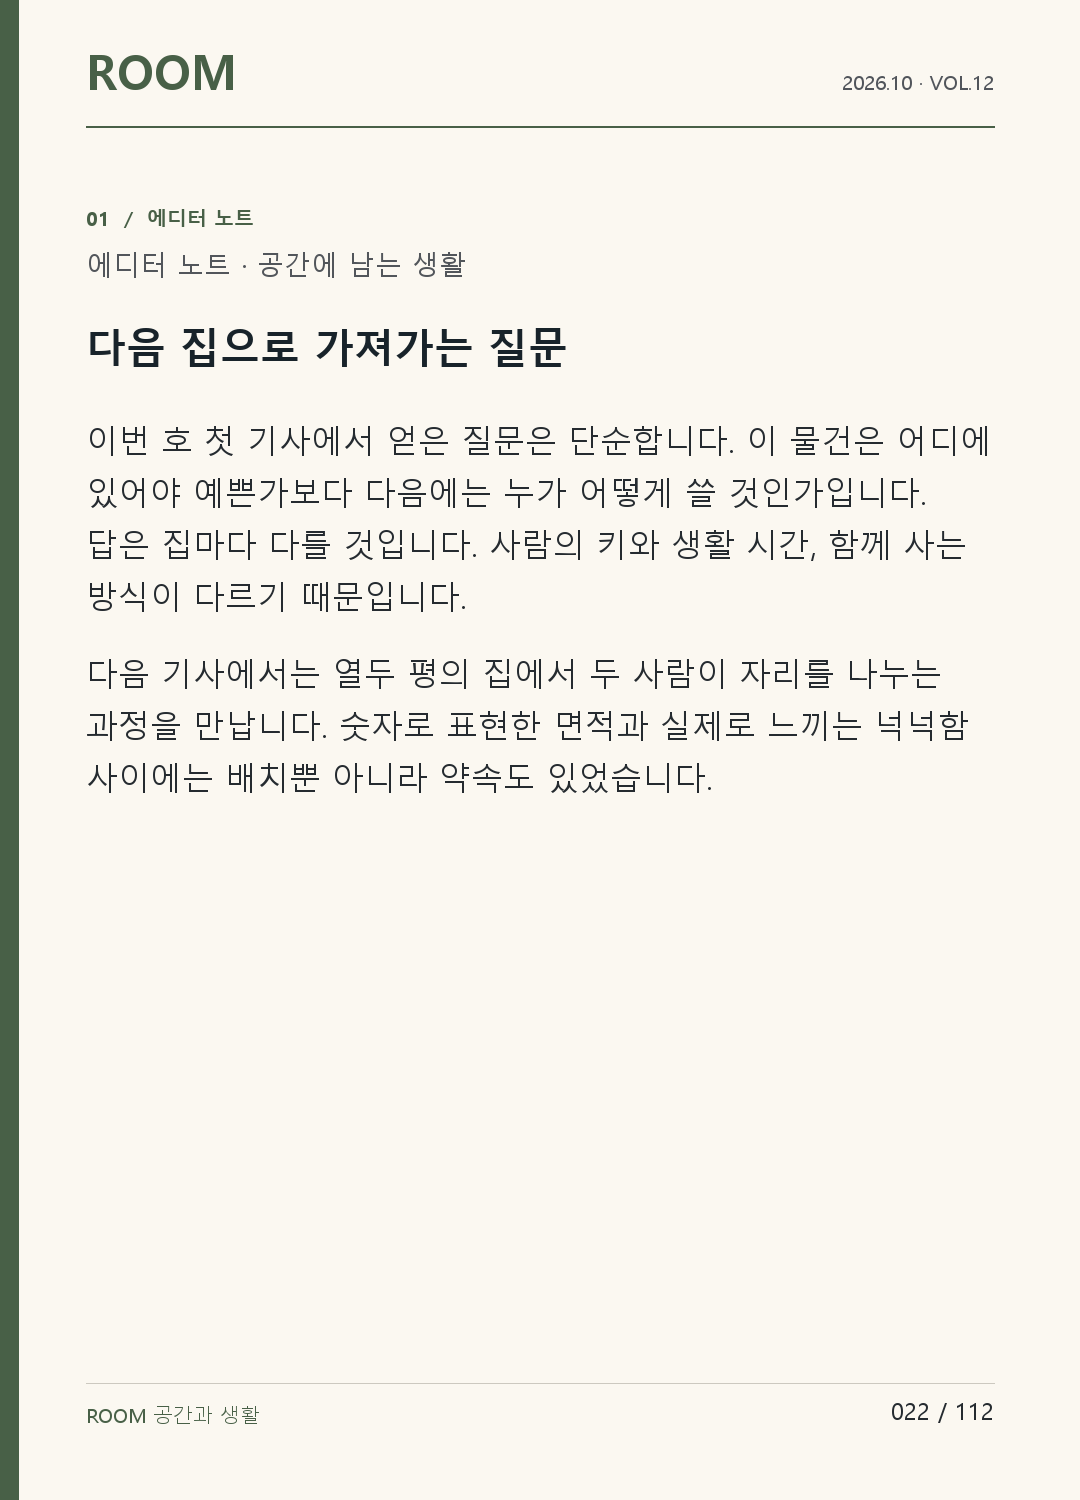 ROOM
2026.10 · VOL.12
01 / 에디터 노트
에디터 노트 · 공간에 남는 생활
다음 집으로 가져가는 질문
이번 호 첫 기사에서 얻은 질문은 단순합니다. 이 물건은 어디에
있어야 예쁜가보다 다음에는 누가 어떻게 쓸 것인가입니다.
답은 집마다 다를 것입니다. 사람의 키와 생활 시간, 함께 사는
방식이 다르기 때문입니다.
다음 기사에서는 열두 평의 집에서 두 사람이 자리를 나누는
과정을 만납니다. 숫자로 표현한 면적과 실제로 느끼는 넉넉함
사이에는 배치뿐 아니라 약속도 있었습니다.
ROOM 공간과 생활
022 / 112